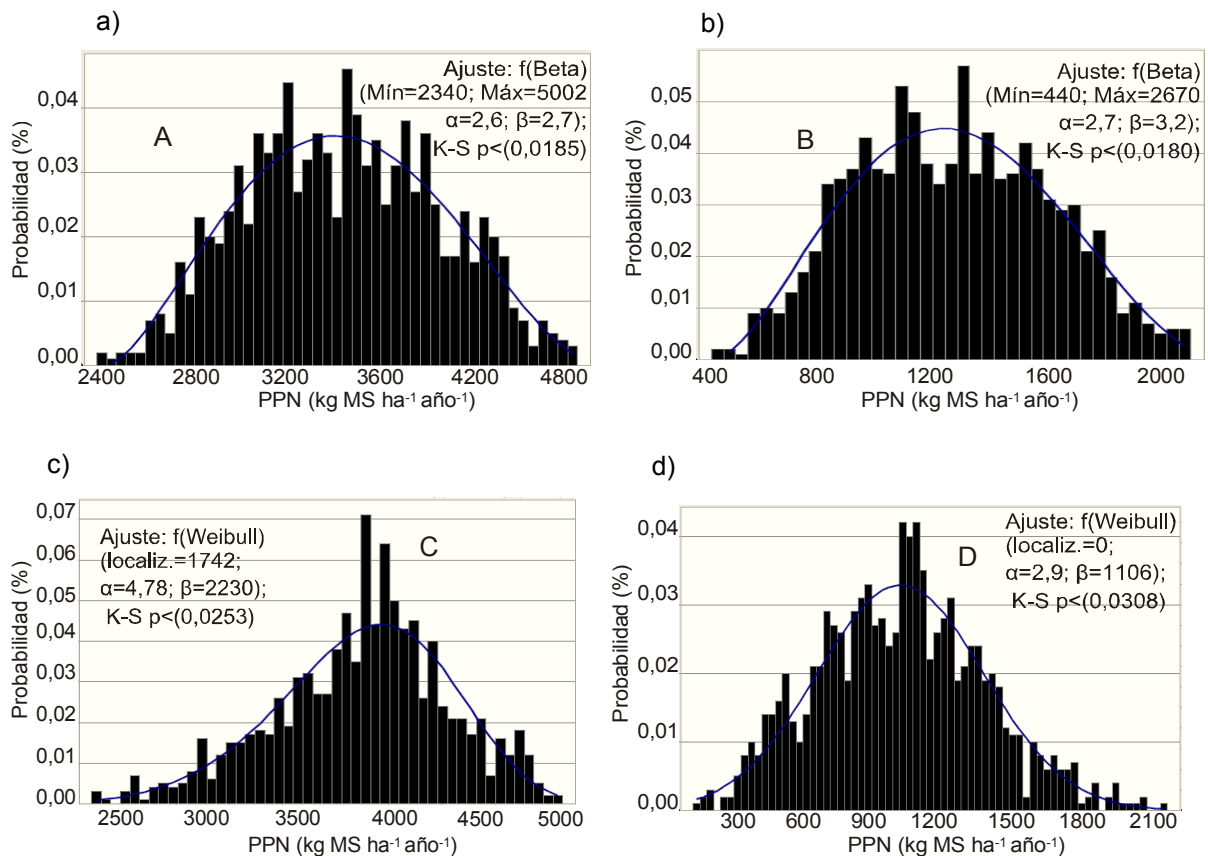 a)
Ajuste: f(Beta)
(Mín=2340; Máx=5002
α=2,6; β=2,7);
K-S p<(0,0185)
A
Probabilidad (%)
0,04
0,03
0,02
0,01
0,00
2400 2800 3200 3600 4200 4800
PPN (kg MS ha⁻¹ año⁻¹)
b)
Ajuste: f(Beta)
(Mín=440; Máx=2670
α=2,7; β=3,2);
K-S p<(0,0180)
B
Probabilidad (%)
0,05
0,04
0,03
0,02
0,01
0,00
400 800 1200 1600 2000
PPN (kg MS ha⁻¹ año⁻¹)
c)
Ajuste: f(Weibull)
(localiz.=1742;
α=4,78; β=2230);
K-S p<(0,0253)
C
Probabilidad (%)
0,07
0,06
0,05
0,04
0,03
0,02
0,01
0,00
2500 3000 3500 4000 4500 5000
PPN (kg MS ha⁻¹ año⁻¹)
d)
Ajuste: f(Weibull)
(localiz.=0;
α=2,9; β=1106);
K-S p<(0,0308)
D
Probabilidad (%)
0,04
0,03
0,02
0,01
0,00
300 600 900 1200 1500 1800 2100
PPN (kg MS ha⁻¹ año⁻¹)